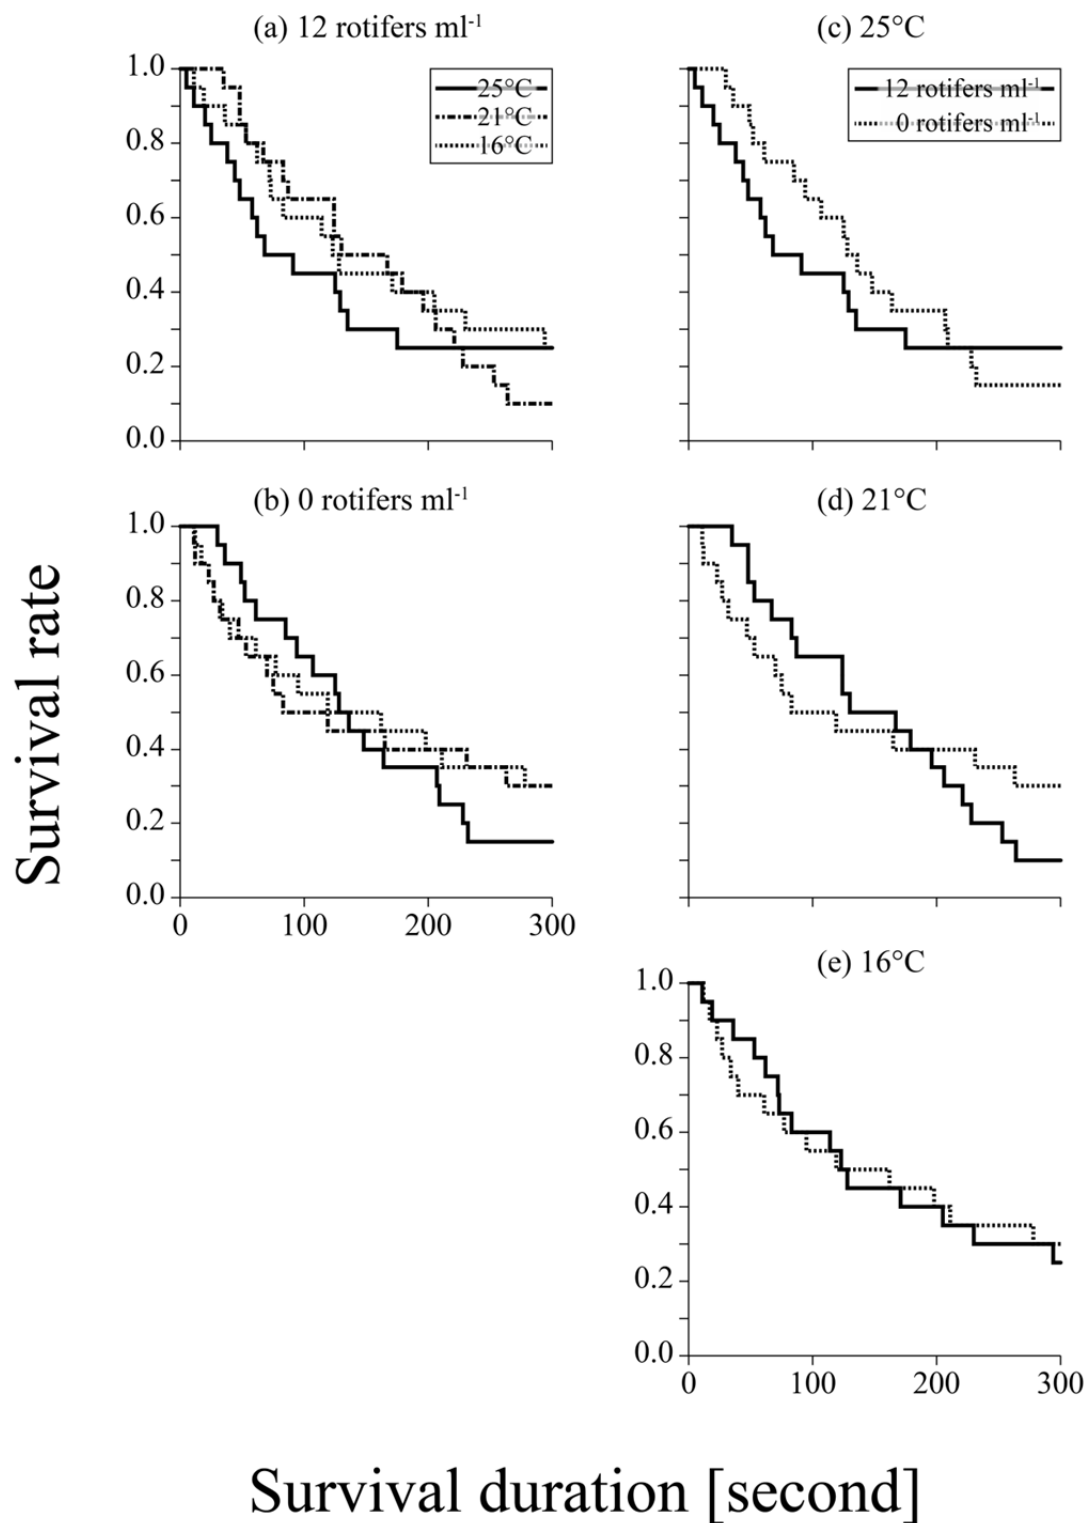 (a) 12 rotifers ml-1
1.0
0.8
0.6
0.4
0.2
0.0
25°C
21°C
16°C
(c) 25°C
12 rotifers ml-1
0 rotifers ml-1
(b) 0 rotifers ml-1
1.0
0.8
0.6
0.4
0.2
0.0
0 100 200 300
(d) 21°C
(e) 16°C
1.0
0.8
0.6
0.4
0.2
0.0
0 100 200 300
Survival rate
Survival duration [second]